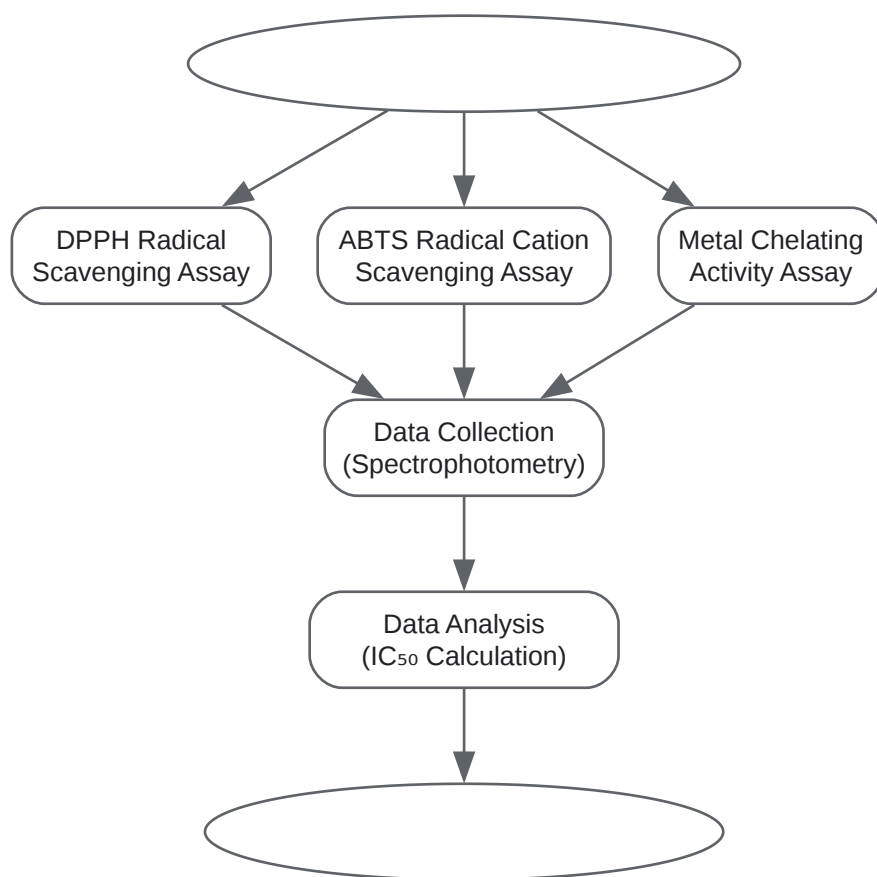 DPPH Radical
Scavenging Assay
ABTS Radical Cation
Scavenging Assay
Metal Chelating
Activity Assay
Data Collection
(Spectrophotometry)
Data Analysis
(IC₅₀ Calculation)